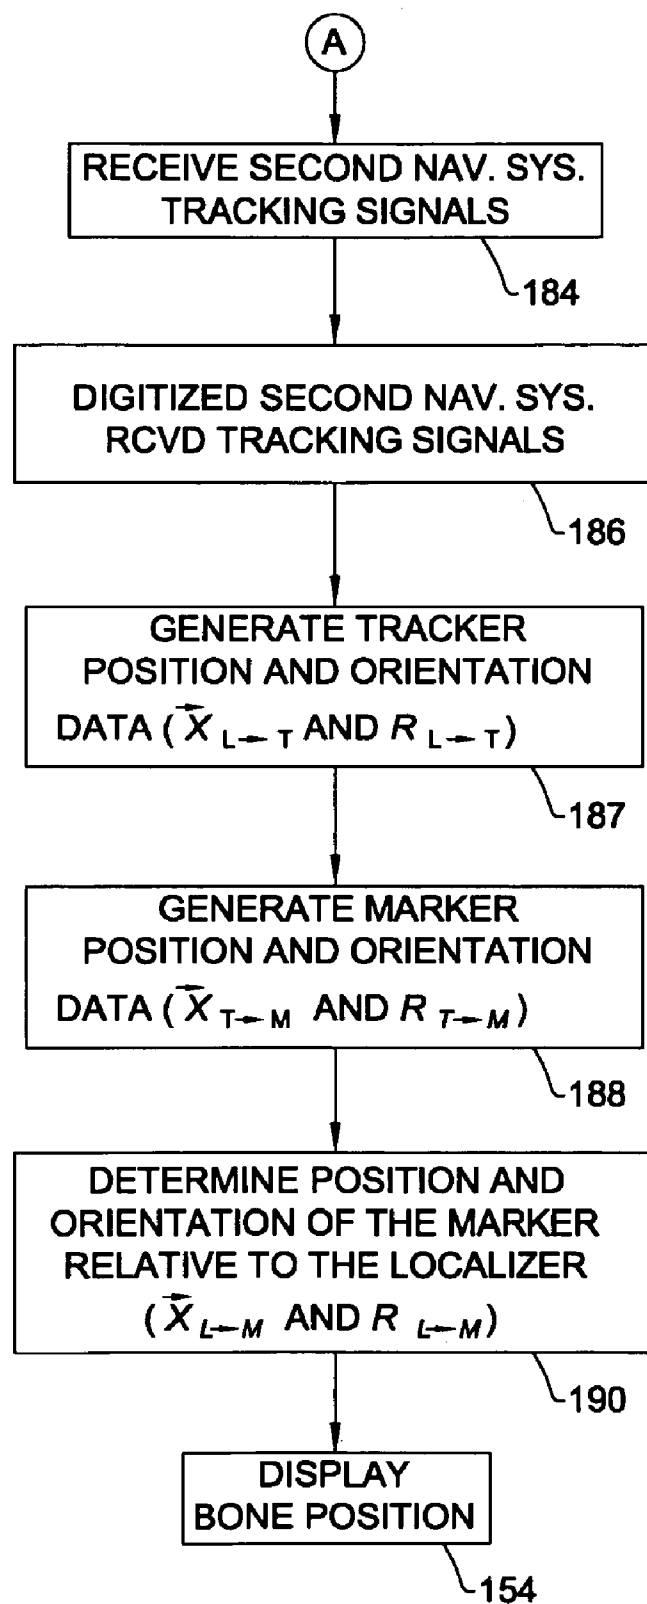 A
RECEIVE SECOND NAV. SYS.
TRACKING SIGNALS
184
DIGITIZED SECOND NAV. SYS.
RCVD TRACKING SIGNALS
186
GENERATE TRACKER
POSITION AND ORIENTATION
DATA ( X⃗ L→T AND R L→T )
187
GENERATE MARKER
POSITION AND ORIENTATION
DATA ( X⃗ T→M AND R T→M )
188
DETERMINE POSITION AND
ORIENTATION OF THE MARKER
RELATIVE TO THE LOCALIZER
( X⃗ L→M AND R L→M )
190
DISPLAY
BONE POSITION
154